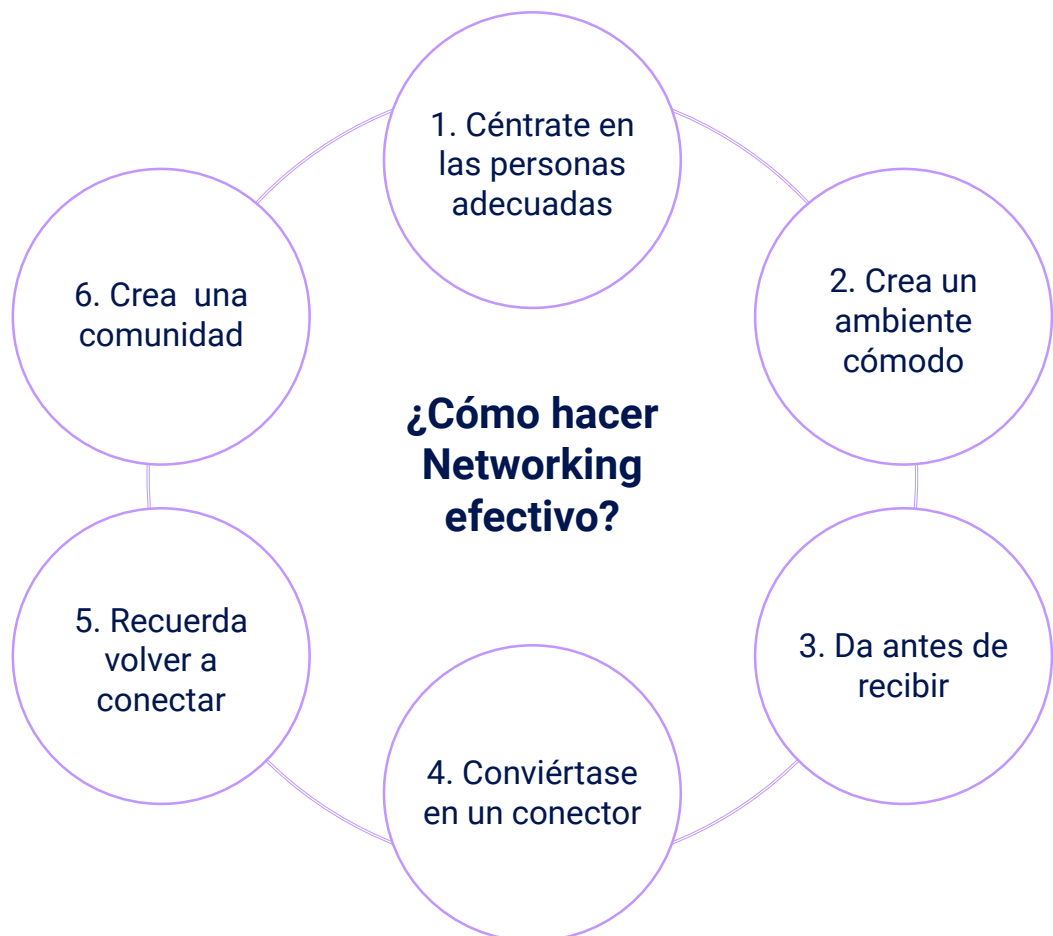 1. Céntrate en
las personas
adecuadas
2. Crea un
ambiente
cómodo
3. Da antes de
recibir
4. Conviértase
en un conector
5. Recuerda
volver a
conectar
6. Crea  una
comunidad
¿Cómo hacer
Networking
efectivo?